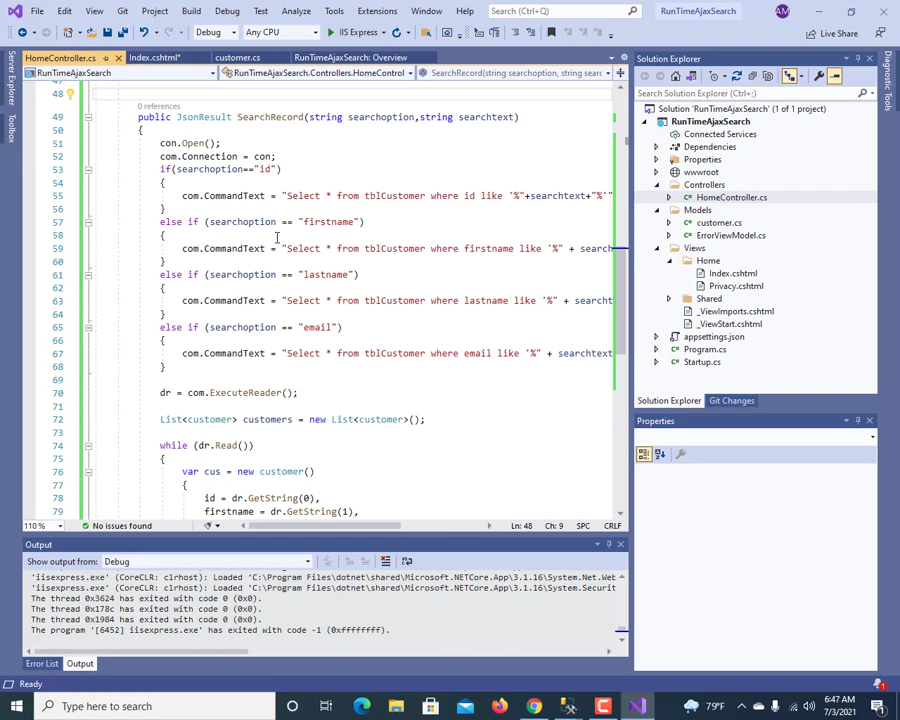 File Edit View Git Project Build Debug Test Analyze Tools Extensions Window Help Search (Ctrl+Q) RunTimeAjaxSearch AM
Debug Any CPU IIS Express Live Share
Server Explorer
Toolbox
HomeController.cs Index.cshtml* customer.cs RunTimeAjaxSearch: Overview
RunTimeAjaxSearch RunTimeAjaxSearch.Controllers.HomeControl SearchRecord(string searchoption, string searc
48
0 references
49 public JsonResult SearchRecord(string searchoption,string searchtext)
50 {
51 con.Open();
52 com.Connection = con;
53 if(searchoption=="id")
54 {
55 com.CommandText = "Select * from tblCustomer where id like '%"+searchtext+"%'"
56 }
57 else if (searchoption == "firstname")
58 {
59 com.CommandText = "Select * from tblCustomer where firstname like '%" + search
60 }
61 else if (searchoption == "lastname")
62 {
63 com.CommandText = "Select * from tblCustomer where lastname like '%" + searcht
64 }
65 else if (searchoption == "email")
66 {
67 com.CommandText = "Select * from tblCustomer where email like '%" + searchtext
68 }
69
70 dr = com.ExecuteReader();
71
72 List<customer> customers = new List<customer>();
73
74 while (dr.Read())
75 {
76 var cus = new customer()
77 {
78 id = dr.GetString(0),
79 firstname = dr.GetString(1),
110 % No issues found Ln: 48 Ch: 9 SPC CRLF
Output
Show output from: Debug
'iisexpress.exe' (CoreCLR: clrhost): Loaded 'C:\Program Files\dotnet\shared\Microsoft.NETCore.App\3.1.16\System.Net.Web
'iisexpress.exe' (CoreCLR: clrhost): Loaded 'C:\Program Files\dotnet\shared\Microsoft.NETCore.App\3.1.16\System.Securit
The thread 0x3624 has exited with code 0 (0x0).
The thread 0x178c has exited with code 0 (0x0).
The thread 0x1984 has exited with code 0 (0x0).
The program '[6452] iisexpress.exe' has exited with code -1 (0xffffffff).
Error List Output
Solution Explorer
Search Solution Explorer (Ctrl+;)
Solution 'RunTimeAjaxSearch' (1 of 1 project)
RunTimeAjaxSearch
Connected Services
Dependencies
Properties
wwwroot
Controllers
HomeController.cs
Models
customer.cs
ErrorViewModel.cs
Views
Home
Index.cshtml
Privacy.cshtml
Shared
_ViewImports.cshtml
_ViewStart.cshtml
appsettings.json
Program.cs
Startup.cs
Solution Explorer Git Changes
Properties
Diagnostic Tools
Ready 1
Type here to search 79°F 6:47 AM
7/3/2021